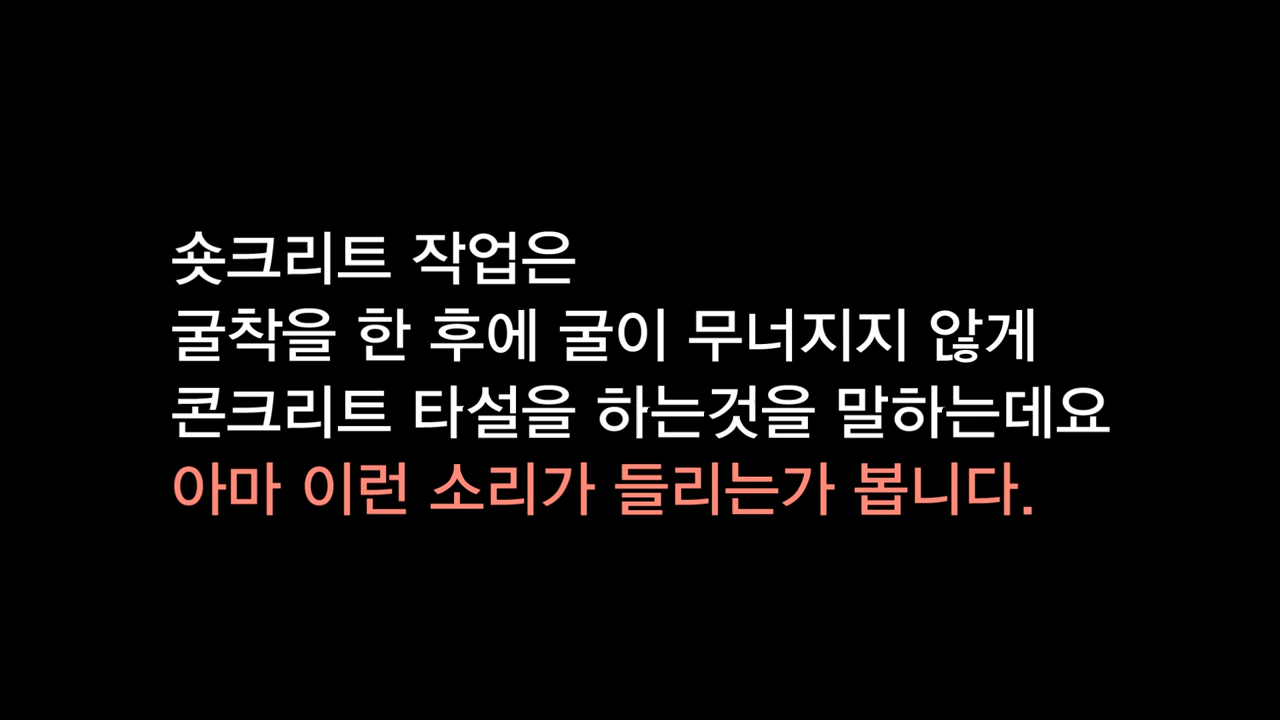 숏크리트 작업은
굴착을 한 후에 굴이 무너지지 않게
콘크리트 타설을 하는것을 말하는데요
아마 이런 소리가 들리는가 봅니다.